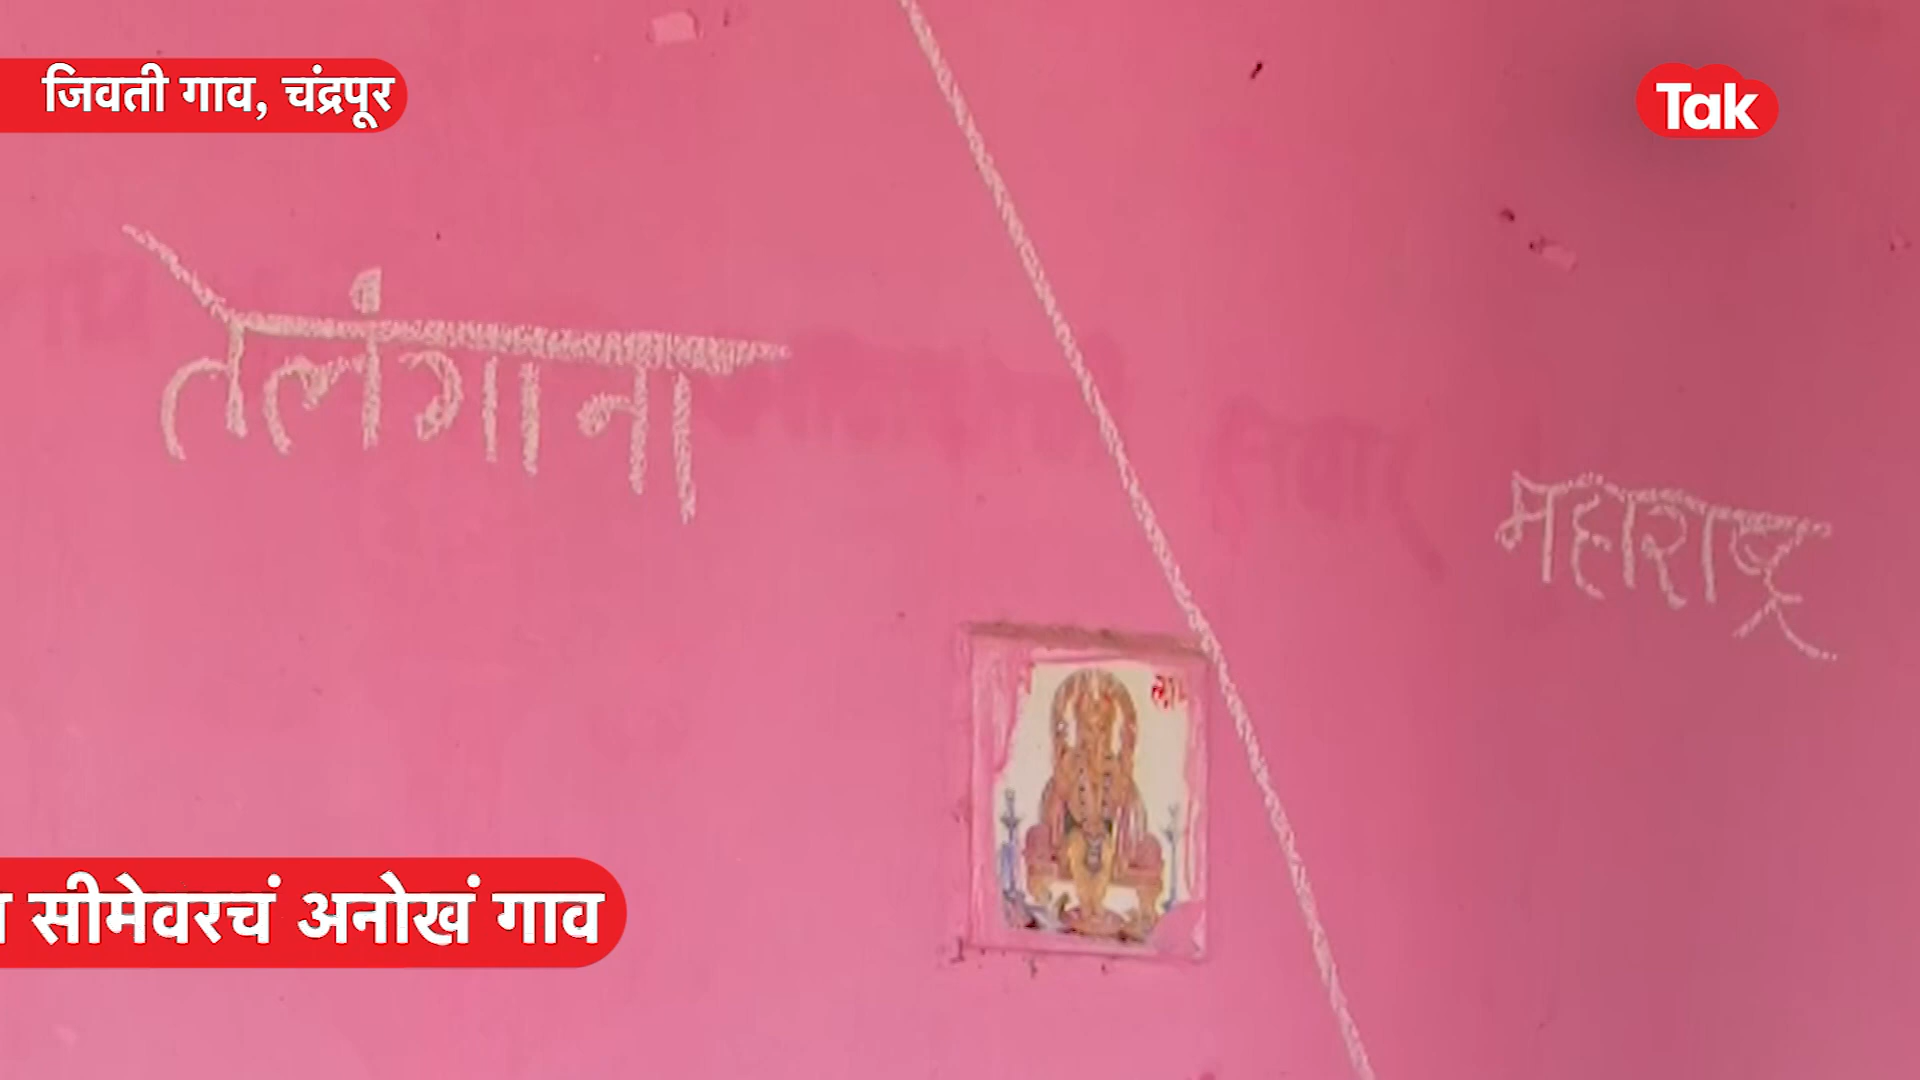 जिवती गाव, चंद्रपूर
Tak
तेलंगाना
महाराष्ट्र
सीमेवरचं अनोखं गाव